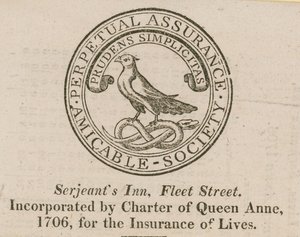 PERPETUAL ASSURANCE
PRUDENS SIMPLICITAS
AMICABLE - SOCIETY
Serjeant's Inn, Fleet Street.
Incorporated by Charter of Queen Anne,
1706, for the Insurance of Lives.